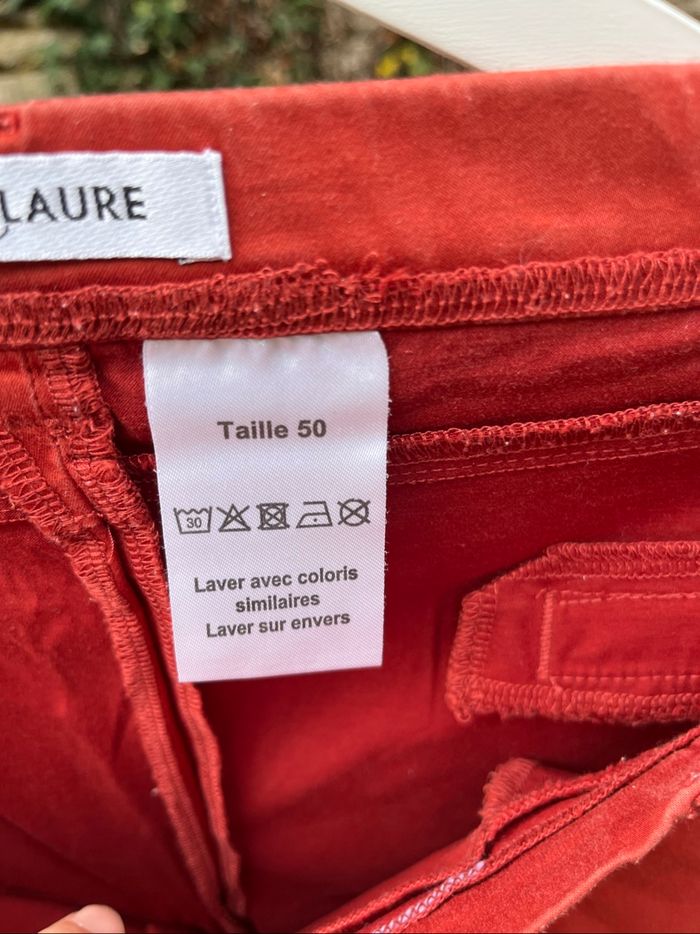 LAURE
Taille 50
30
Laver avec coloris
similaires
Laver sur envers